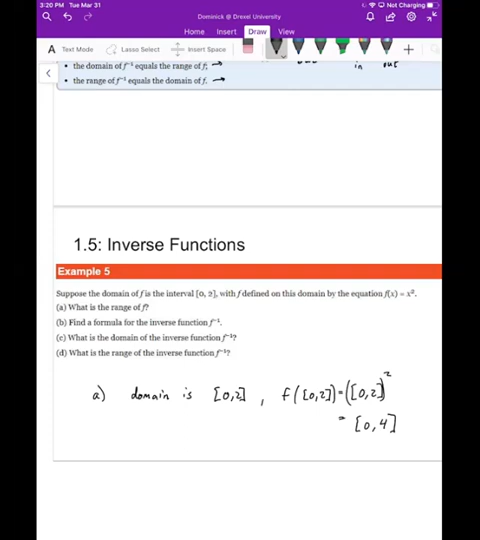 3:20 PM Tue Mar 31
Not Charging
Dominick @ Drexel University
Home Insert Draw View
A Text Mode Lasso Select Insert Space
• the domain of f⁻¹ equals the range of f; →
in out
• the range of f⁻¹ equals the domain of f. →
1.5: Inverse Functions
Example 5
Suppose the domain of f is the interval [0, 2], with f defined on this domain by the equation f(x) = x².
(a) What is the range of f?
(b) Find a formula for the inverse function f⁻¹.
(c) What is the domain of the inverse function f⁻¹?
(d) What is the range of the inverse function f⁻¹?
a) domain is [0,2], f([0,2]) = ([0,2])²
= [0,4]